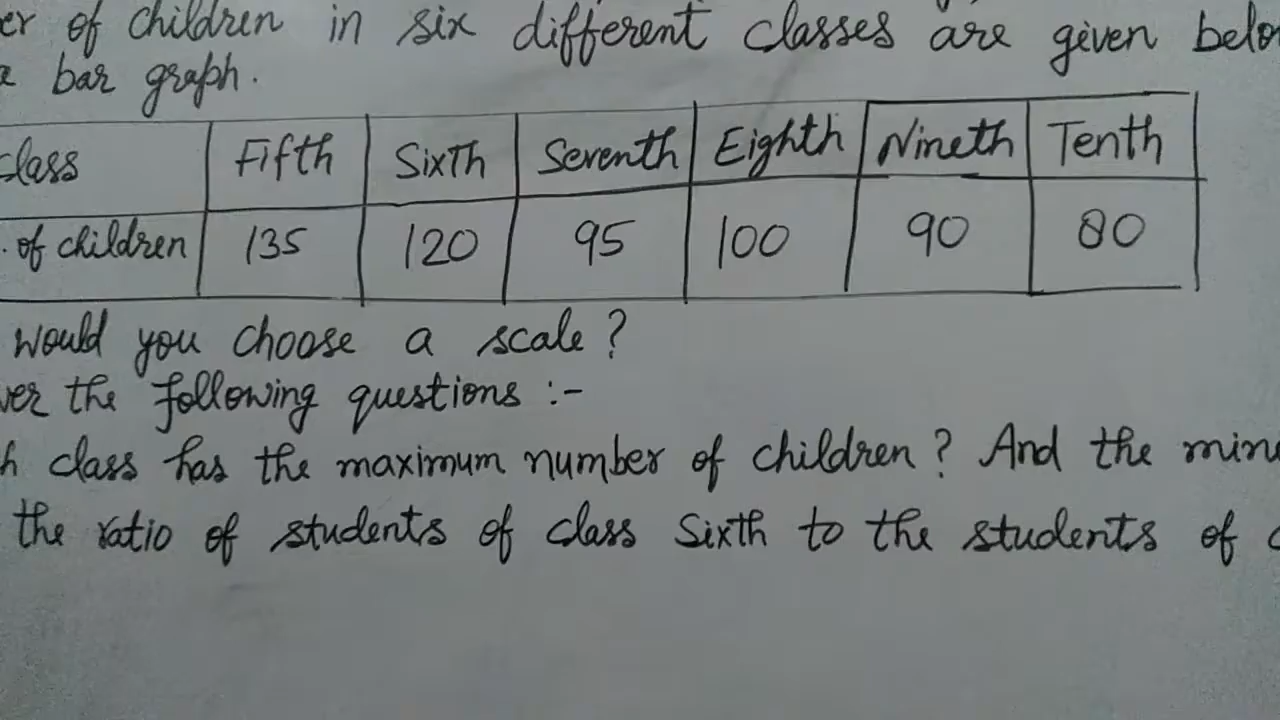 er of children in six different classes are given belo
bar graph.
Class Fifth Sixth Seventh Eighth Nineth Tenth
. of children 135 120 95 100 90 80
would you choose a scale?
ver the following questions :-
h class has the maximum number of children? And the mine
the ratio of students of class Sixth to the students of c